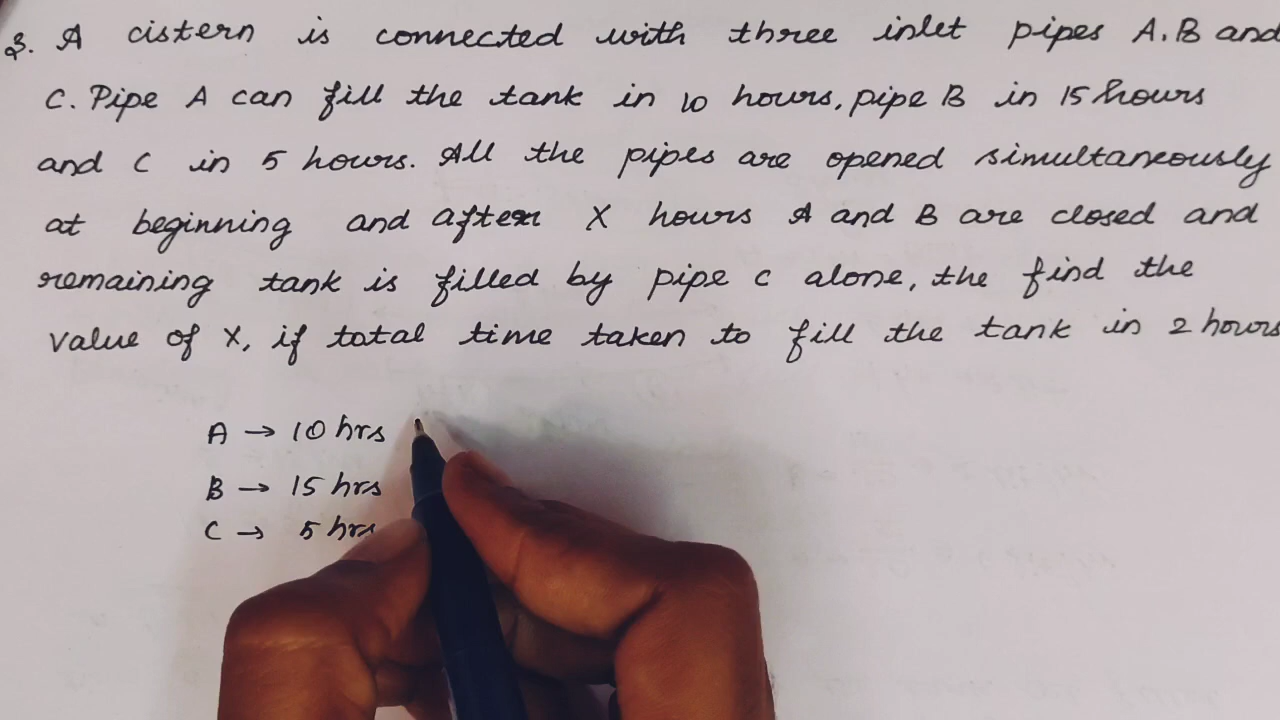 3. A cistern is connected with three inlet pipes A.B and
C. Pipe A can fill the tank in 10 hours, pipe B in 15 hours
and C in 5 hours. All the pipes are opened simultaneously
at beginning and after X hours A and B are closed and
remaining tank is filled by pipe C alone, the find the
value of X, if total time taken to fill the tank in 2 hours
A → 10 hrs
B → 15 hrs
C → 5 hrs